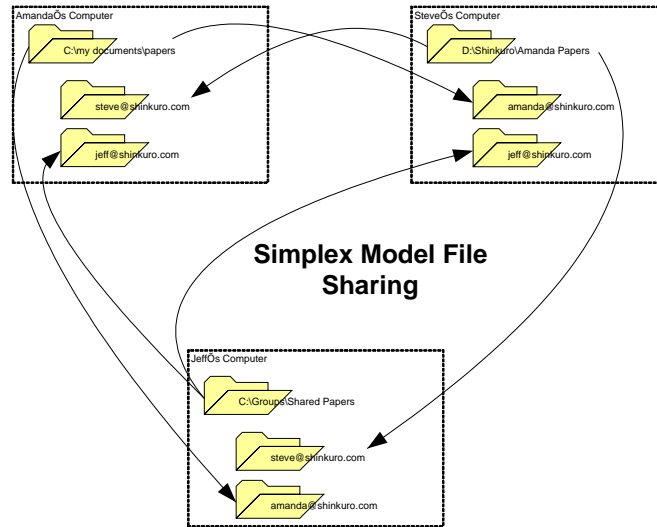 AmandaÕs Computer
C:\my documents\papers
steve@shinkuro.com
jeff@shinkuro.com
SteveÕs Computer
D:\Shinkuro\Amanda Papers
amanda@shinkuro.com
jeff@shinkuro.com
Simplex Model File
Sharing
JeffÕs Computer
C:\Groups\Shared Papers
steve@shinkuro.com
amanda@shinkuro.com